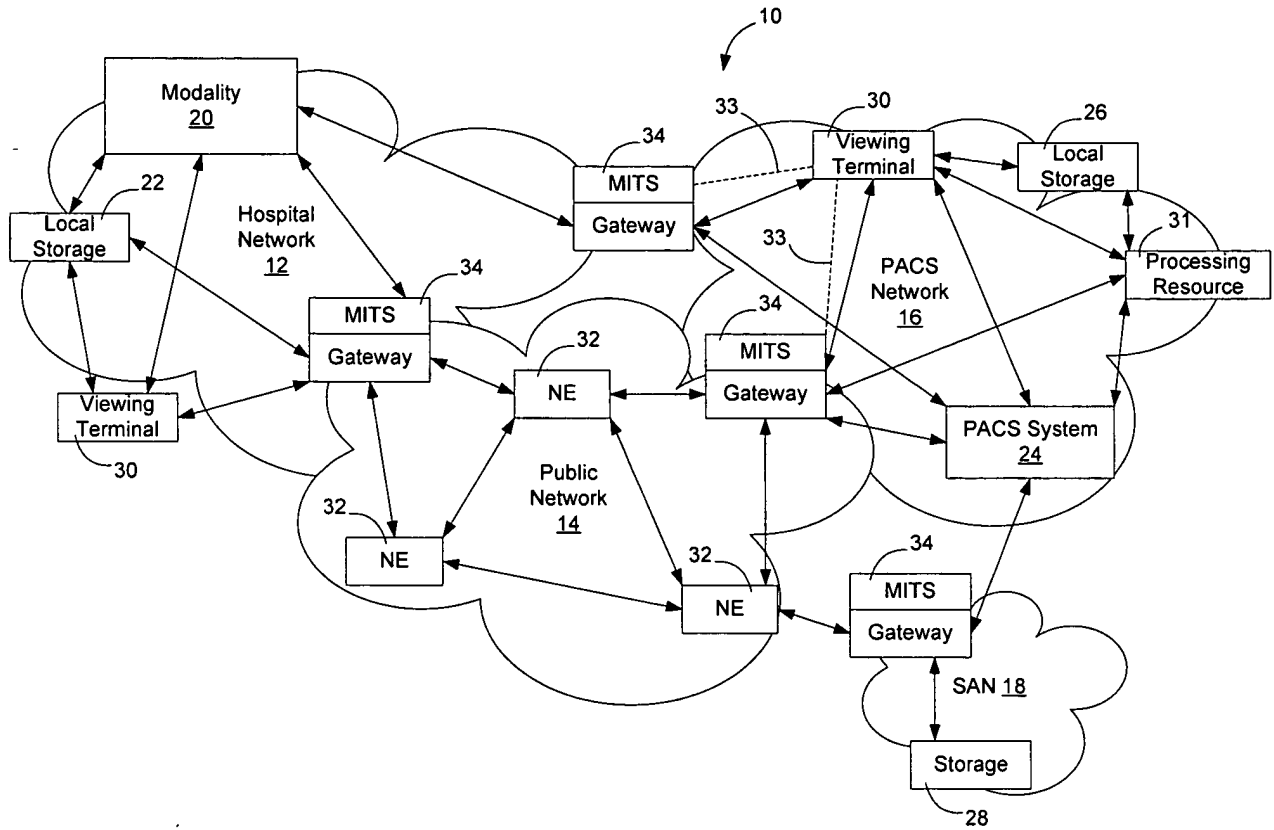 10
Modality
20
30
26
33
34
Viewing
Terminal
Local
Storage
MITS
22
Local
Storage
Hospital
Network
12
Gateway
33
PACS
Network
16
31
Processing
Resource
34
MITS
Gateway
34
MITS
Gateway
32
NE
Viewing
Terminal
30
PACS System
24
Public
Network
14
32
NE
32
NE
34
MITS
Gateway
SAN 18
Storage
28